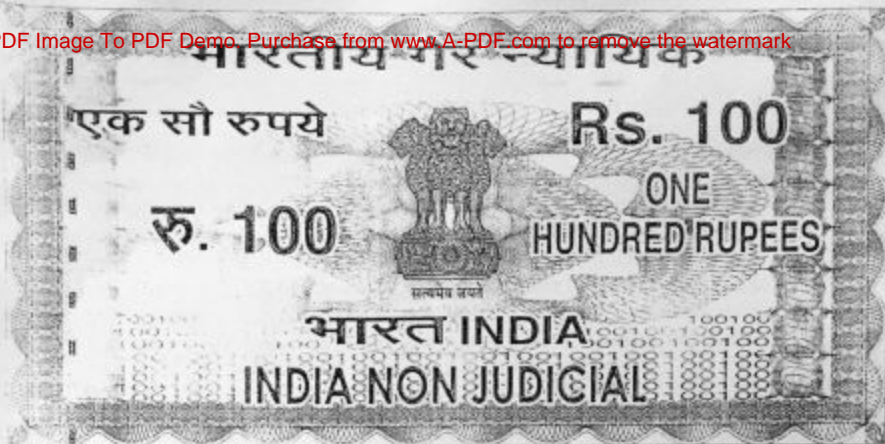 PDF Image To PDF Demo. Purchase from www.A-PDF.com to remove the watermark
भारतीय गैर न्यायिक
एक सौ रुपये Rs. 100
रु. 100 ONE
HUNDRED RUPEES
सत्यमेव जयते
भारत INDIA
INDIA NON JUDICIAL